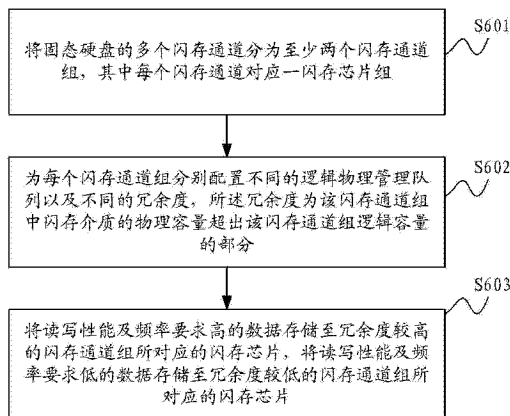 S601
将固态硬盘的多个闪存通道分为至少两个闪存通道
组，其中每个闪存通道对应一闪存芯片组
S602
为每个闪存通道组分别配置不同的逻辑物理管理队
列以及不同的冗余度，所述冗余度为该闪存通道组
中闪存介质的物理容量超出该闪存通道组逻辑容量
的部分
S603
将读写性能及频率要求高的数据存储至冗余度较高
的闪存通道组所对应的闪存芯片，将读写性能及频
率要求低的数据存储至冗余度较低的闪存通道组所
对应的闪存芯片